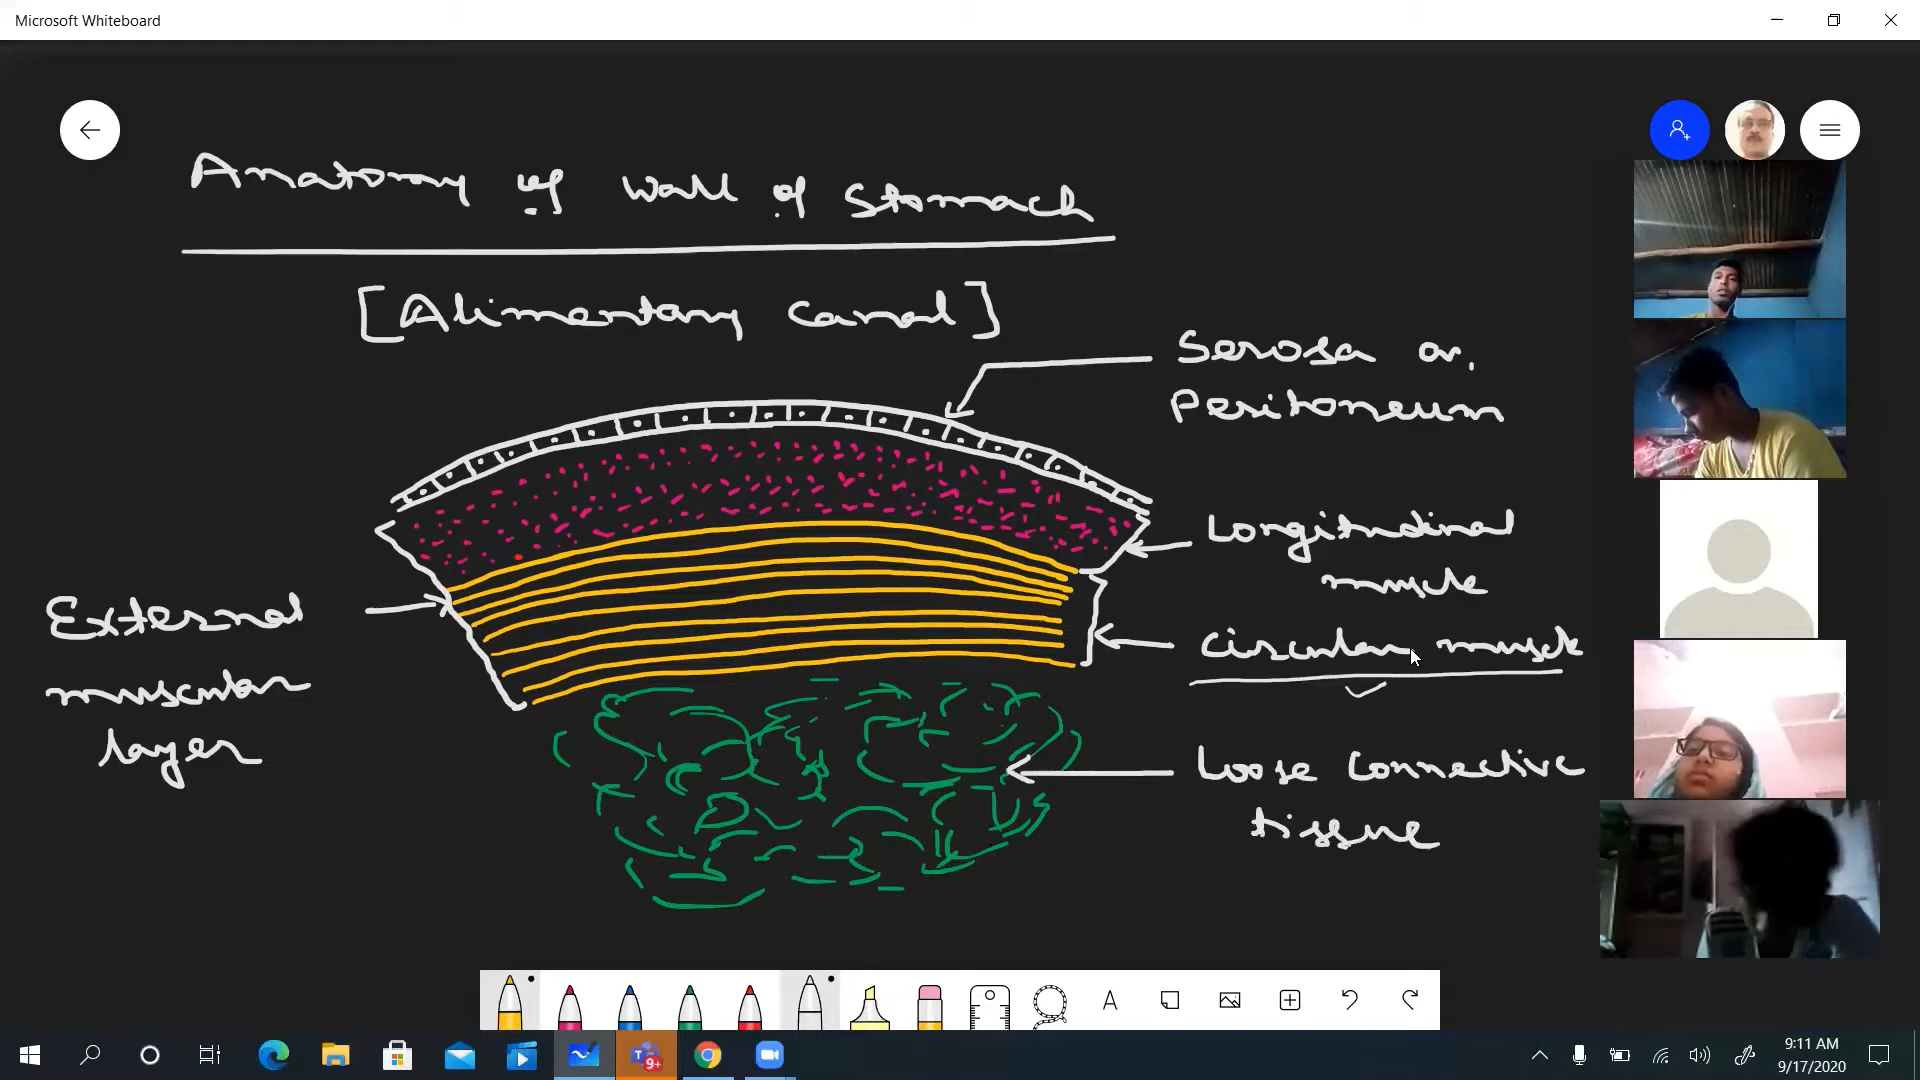 Microsoft Whiteboard
Anatomy of wall of stomach
[Alimentary canal]
Serosa or.
Peritoneum
Longitudinal
muscle
External
muscular
layer
circular muscle
Loose connective
tissue
A
T
9+
9:11 AM
9/17/2020